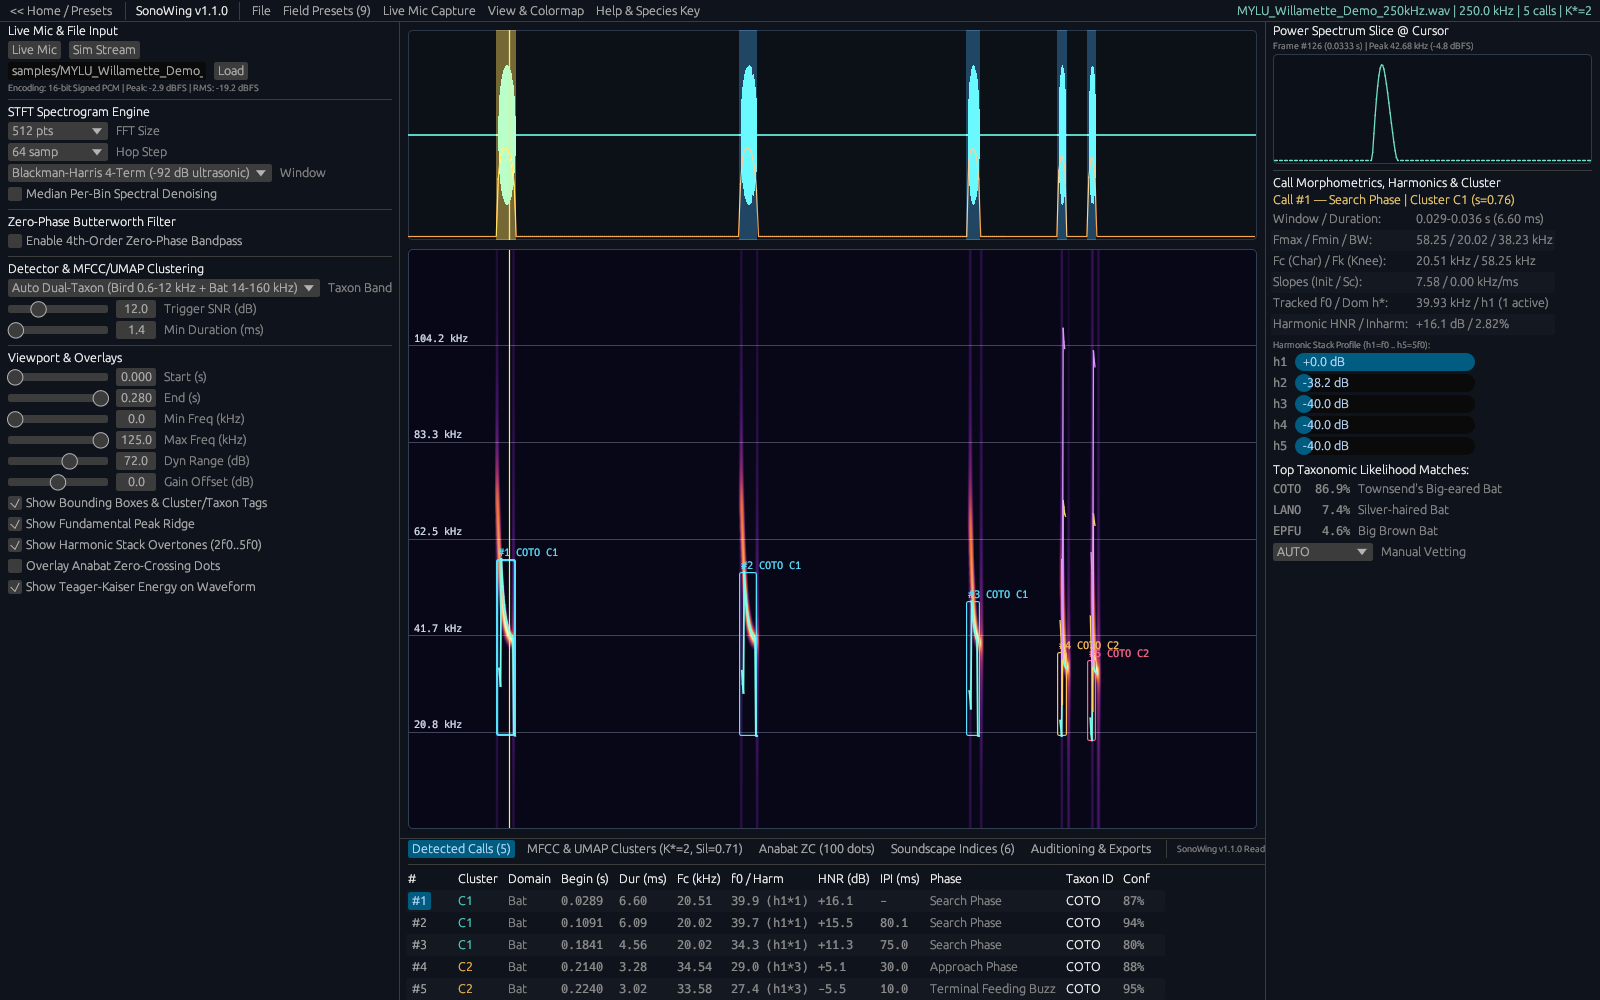 << Home / Presets SonoWing v1.1.0 File Field Presets (9) Live Mic Capture View & Colormap Help & Species Key MYLU_Willamette_Demo_250kHz.wav | 250.0 kHz | 5 calls | K*=2
Live Mic & File Input
Live Mic Sim Stream
samples/MYLU_Willamette_Demo_ Load
Encoding: 16-bit Signed PCM | Peak: -2.9 dBFS | RMS: -19.2 dBFS
STFT Spectrogram Engine
512 pts FFT Size
64 samp Hop Step
Blackman-Harris 4-Term (-92 dB ultrasonic) Window
Median Per-Bin Spectral Denoising
Zero-Phase Butterworth Filter
Enable 4th-Order Zero-Phase Bandpass
Detector & MFCC/UMAP Clustering
Auto Dual-Taxon (Bird 0.6-12 kHz + Bat 14-160 kHz) Taxon Band
12.0 Trigger SNR (dB)
1.4 Min Duration (ms)
Viewport & Overlays
0.000 Start (s)
0.280 End (s)
0.0 Min Freq (kHz)
125.0 Max Freq (kHz)
72.0 Dyn Range (dB)
0.0 Gain Offset (dB)
Show Bounding Boxes & Cluster/Taxon Tags
Show Fundamental Peak Ridge
Show Harmonic Stack Overtones (2f0..5f0)
Overlay Anabat Zero-Crossing Dots
Show Teager-Kaiser Energy on Waveform
104.2 kHz
83.3 kHz
62.5 kHz
#1 COTO C1
#2 COTO C1
#3 COTO C1
41.7 kHz
#4 COTO C2
COTO C2
20.8 kHz
Power Spectrum Slice @ Cursor
Frame #126 (0.0333 s) | Peak 42.68 kHz (-4.8 dBFS)
Call Morphometrics, Harmonics & Cluster
Call #1 — Search Phase | Cluster C1 (s=0.76)
Window / Duration: 0.029-0.036 s (6.60 ms)
Fmax / Fmin / BW: 58.25 / 20.02 / 38.23 kHz
Fc (Char) / Fk (Knee): 20.51 kHz / 58.25 kHz
Slopes (Init / Sc): 7.58 / 0.00 kHz/ms
Tracked f0 / Dom h*: 39.93 kHz / h1 (1 active)
Harmonic HNR / Inharm: +16.1 dB / 2.82%
Harmonic Stack Profile (h1=f0 .. h5=5f0):
h1 +0.0 dB
h2 -38.2 dB
h3 -40.0 dB
h4 -40.0 dB
h5 -40.0 dB
Top Taxonomic Likelihood Matches:
COTO 86.9% Townsend's Big-eared Bat
LANO 7.4% Silver-haired Bat
EPFU 4.6% Big Brown Bat
AUTO Manual Vetting
Detected Calls (5) MFCC & UMAP Clusters (K*=2, Sil=0.71) Anabat ZC (100 dots) Soundscape Indices (6) Auditioning & Exports SonoWing v1.1.0 Read
# Cluster Domain Begin (s) Dur (ms) Fc (kHz) f0 / Harm HNR (dB) IPI (ms) Phase Taxon ID Conf
#1 C1 Bat 0.0289 6.60 20.51 39.9 (h1*1) +16.1 – Search Phase COTO 87%
#2 C1 Bat 0.1091 6.09 20.02 39.7 (h1*1) +15.5 80.1 Search Phase COTO 94%
#3 C1 Bat 0.1841 4.56 20.02 34.3 (h1*1) +11.3 75.0 Search Phase COTO 80%
#4 C2 Bat 0.2140 3.28 34.54 29.0 (h1*3) +5.1 30.0 Approach Phase COTO 88%
#5 C2 Bat 0.2240 3.02 33.58 27.4 (h1*3) -5.5 10.0 Terminal Feeding Buzz COTO 95%